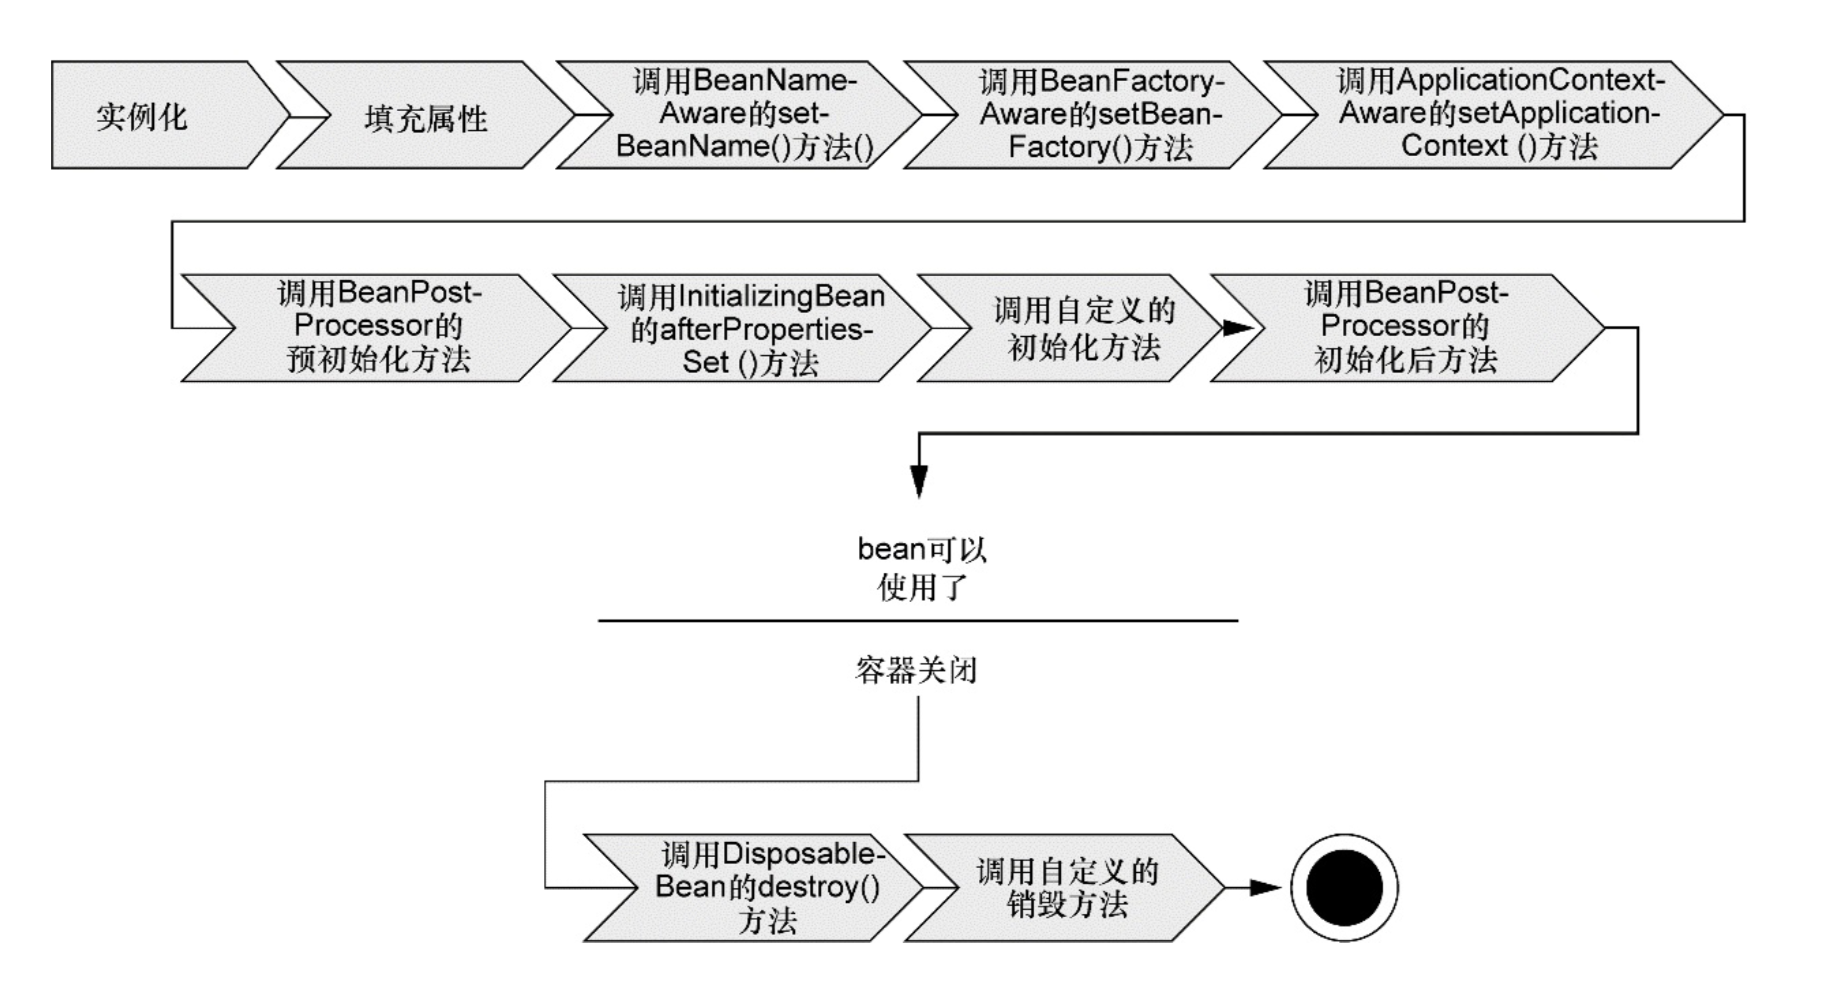 实例化
填充属性
调用BeanName-
Aware的set-
BeanName()方法()
调用BeanFactory-
Aware的setBean-
Factory()方法
调用ApplicationContext-
Aware的setApplication-
Context ()方法
调用BeanPost-
Processor的
预初始化方法
调用InitializingBean
的afterProperties-
Set ()方法
调用自定义的
初始化方法
调用BeanPost-
Processor的
初始化后方法
bean可以
使用了
容器关闭
调用Disposable-
Bean的destroy()
方法
调用自定义的
销毁方法